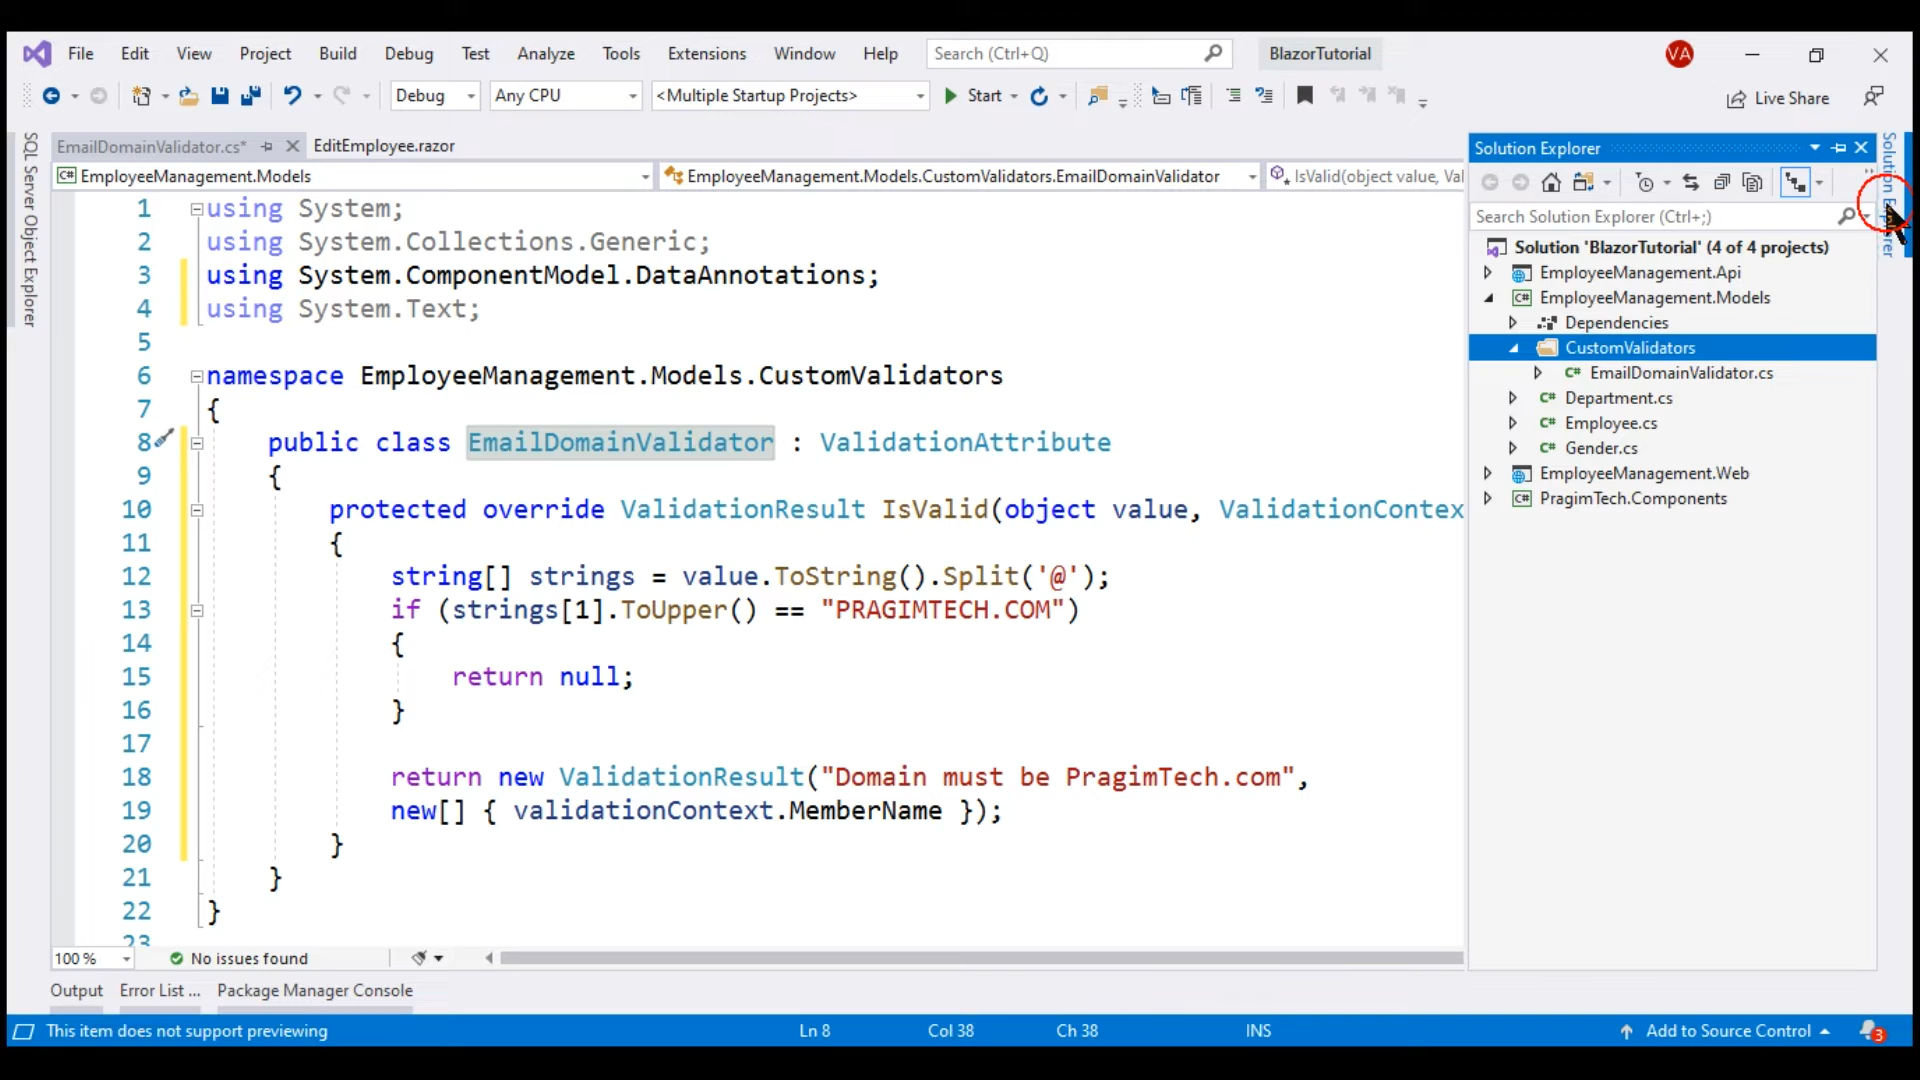 File Edit View Project Build Debug Test Analyze Tools Extensions Window Help Search (Ctrl+Q) BlazorTutorial VA
Debug Any CPU <Multiple Startup Projects> Start Live Share
SQL Server Object Explorer
EmailDomainValidator.cs* EditEmployee.razor
EmployeeManagement.Models EmployeeManagement.Models.CustomValidators.EmailDomainValidator IsValid(object value, Val
1 using System;
2 using System.Collections.Generic;
3 using System.ComponentModel.DataAnnotations;
4 using System.Text;
5
6 namespace EmployeeManagement.Models.CustomValidators
7 {
8 public class EmailDomainValidator : ValidationAttribute
9 {
10 protected override ValidationResult IsValid(object value, ValidationContex
11 {
12 string[] strings = value.ToString().Split('@');
13 if (strings[1].ToUpper() == "PRAGIMTECH.COM")
14 {
15 return null;
16 }
17
18 return new ValidationResult("Domain must be PragimTech.com",
19 new[] { validationContext.MemberName });
20 }
21 }
22 }
23
100 % No issues found
Solution Explorer
Search Solution Explorer (Ctrl+;)
Solution 'BlazorTutorial' (4 of 4 projects)
EmployeeManagement.Api
EmployeeManagement.Models
Dependencies
CustomValidators
EmailDomainValidator.cs
Department.cs
Employee.cs
Gender.cs
EmployeeManagement.Web
PragimTech.Components
Solution Explorer
Output Error List ... Package Manager Console
This item does not support previewing Ln 8 Col 38 Ch 38 INS Add to Source Control 3